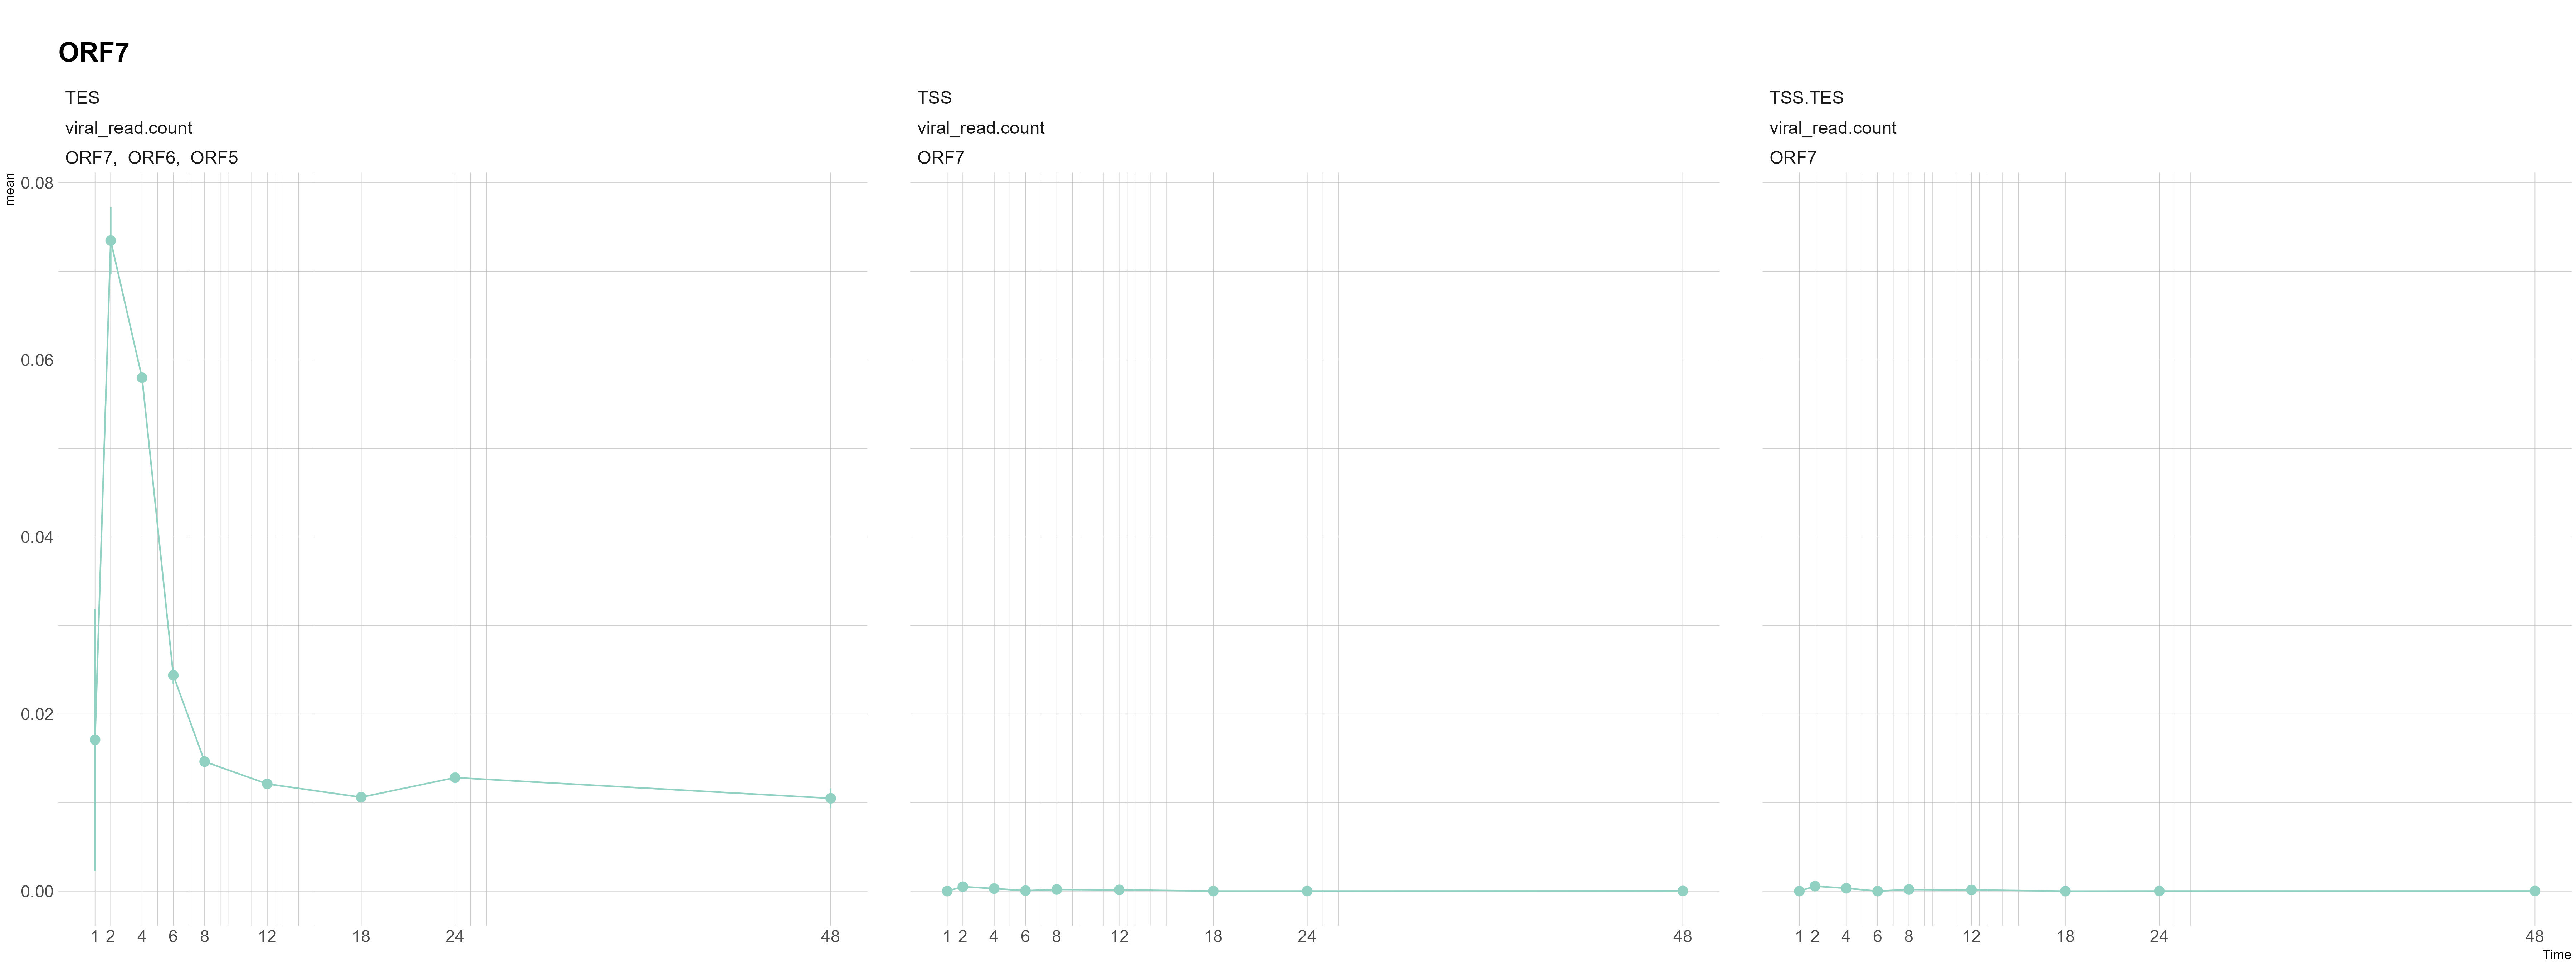 ORF7
TES
viral_read.count
ORF7, ORF6, ORF5
TSS
viral_read.count
ORF7
TSS.TES
viral_read.count
ORF7
mean
0.08
0.06
0.04
0.02
0.00
1 2 4 6 8 12 18 24 48
1 2 4 6 8 12 18 24 48
1 2 4 6 8 12 18 24 48
Time